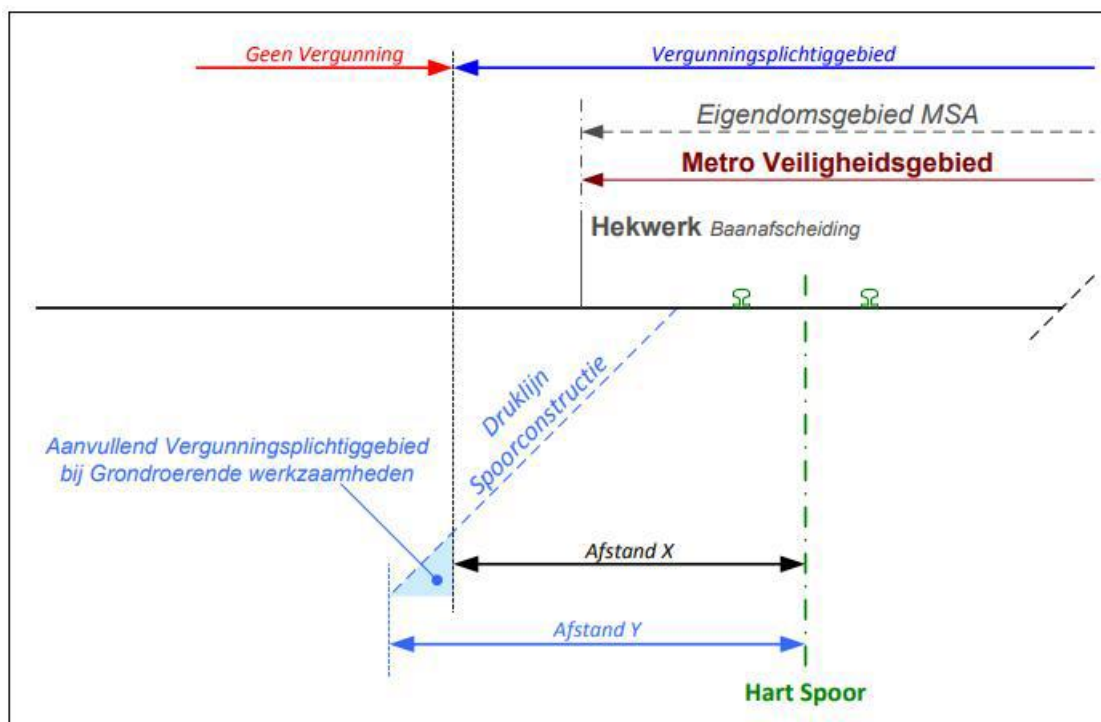 Geen Vergunning
Vergunningsplichtiggebied
Eigendomsgebied MSA
Metro Veiligheidsgebied
Hekwerk Baanafscheiding
Druklijn
Spoorconstructie
Aanvullend Vergunningsplichtiggebied
bij Grondroerende werkzaamheden
Afstand X
Afstand Y
Hart Spoor